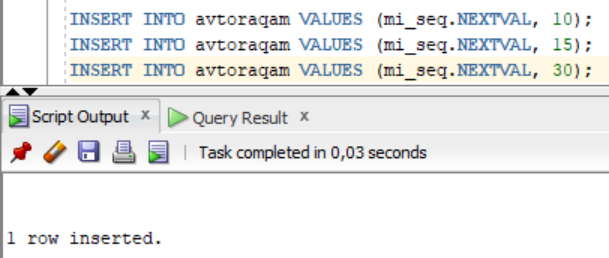 INSERT INTO avtoraqam VALUES (mi_seq.NEXTVAL, 10);
INSERT INTO avtoraqam VALUES (mi_seq.NEXTVAL, 15);
INSERT INTO avtoraqam VALUES (mi_seq.NEXTVAL, 30);
Script Output x Query Result x
Task completed in 0,03 seconds
1 row inserted.